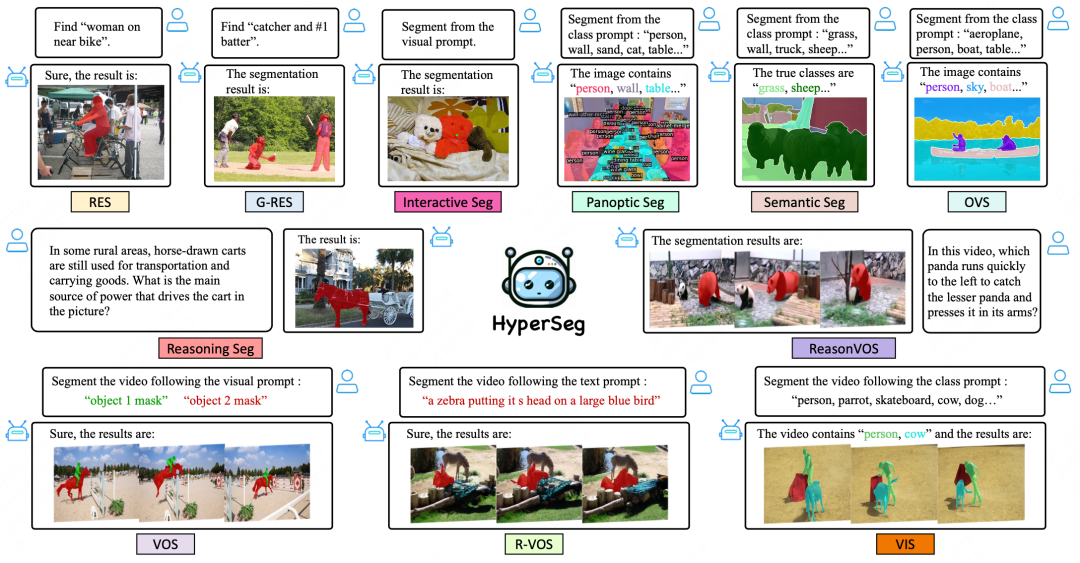 Find “woman on
near bike”.
Find “catcher and #1
batter”.
Segment from
the visual prompt.
Segment from the
class prompt : “person,
wall, sand, cat, table...”
Segment from the
class prompt : “grass,
wall, truck, sheep...”
Segment from the class
prompt : “aeroplane,
person, boat, table...”
Sure, the result is:
The segmentation
result is:
The segmentation
result is:
The image contains
“person, wall, table...”
The true classes are
“grass, sheep...”
The image contains
“person, sky, boat...”
RES
G-RES
Interactive Seg
Panoptic Seg
Semantic Seg
OVS
In some rural areas, horse-drawn carts
are still used for transportation and
carrying goods. What is the main
source of power that drives the cart in
the picture?
The result is:
HyperSeg
The segmentation results are:
In this video, which
panda runs quickly
to the left to catch
the lesser panda and
presses it in its arms?
Reasoning Seg
ReasonVOS
Segment the video following the visual prompt :
“object 1 mask” “object 2 mask”
Segment the video following the text prompt :
“a zebra putting it s head on a large blue bird”
Segment the video following the class prompt :
“person, parrot, skateboard, cow, dog…”
Sure, the results are:
Sure, the results are:
The video contains “person, cow” and the results are:
VOS
R-VOS
VIS